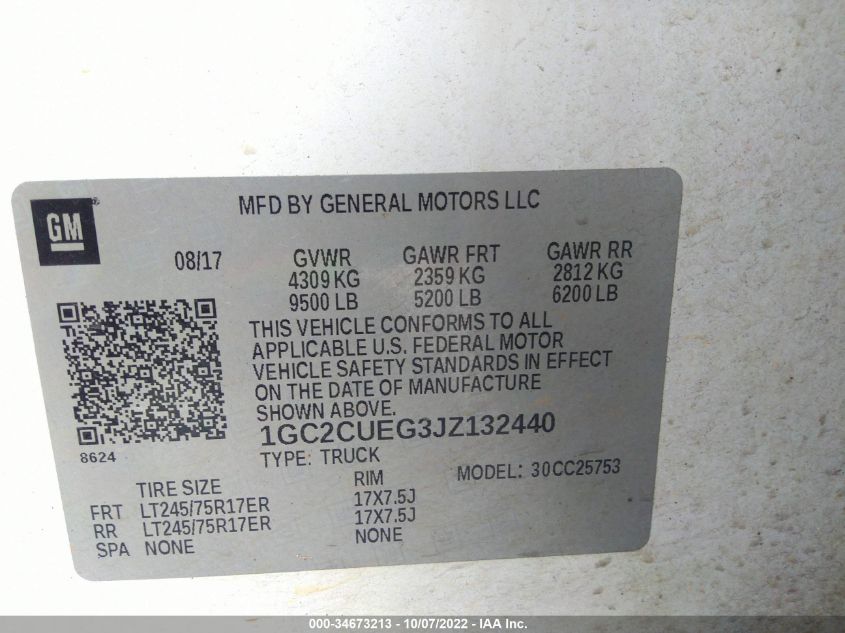 GM
®
MFD BY GENERAL MOTORS LLC
08/17 GVWR GAWR FRT GAWR RR
4309 KG 2359 KG 2812 KG
9500 LB 5200 LB 6200 LB
THIS VEHICLE CONFORMS TO ALL
APPLICABLE U.S. FEDERAL MOTOR
VEHICLE SAFETY STANDARDS IN EFFECT
ON THE DATE OF MANUFACTURE
SHOWN ABOVE.
8624
1GC2CUEG3JZ132440
TYPE: TRUCK MODEL: 30CC25753
TIRE SIZE RIM
FRT LT245/75R17ER 17X7.5J
RR LT245/75R17ER 17X7.5J
SPA NONE NONE
000-34673213 - 10/07/2022 - IAA Inc.